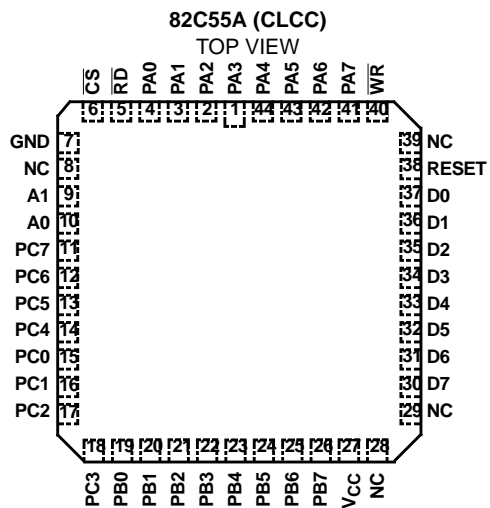 82C55A (CLCC)
TOP VIEW
CS RD PA0 PA1 PA2 PA3 PA4 PA5 PA6 PA7 WR
6 5 4 3 2 1 44 43 42 41 40
GND 7
NC 8
A1 9
A0 10
PC7 11
PC6 12
PC5 13
PC4 14
PC0 15
PC1 16
PC2 17
39 NC
38 RESET
37 D0
36 D1
35 D2
34 D3
33 D4
32 D5
31 D6
30 D7
29 NC
18 19 20 21 22 23 24 25 26 27 28
PC3 PB0 PB1 PB2 PB3 PB4 PB5 PB6 PB7 VCC NC